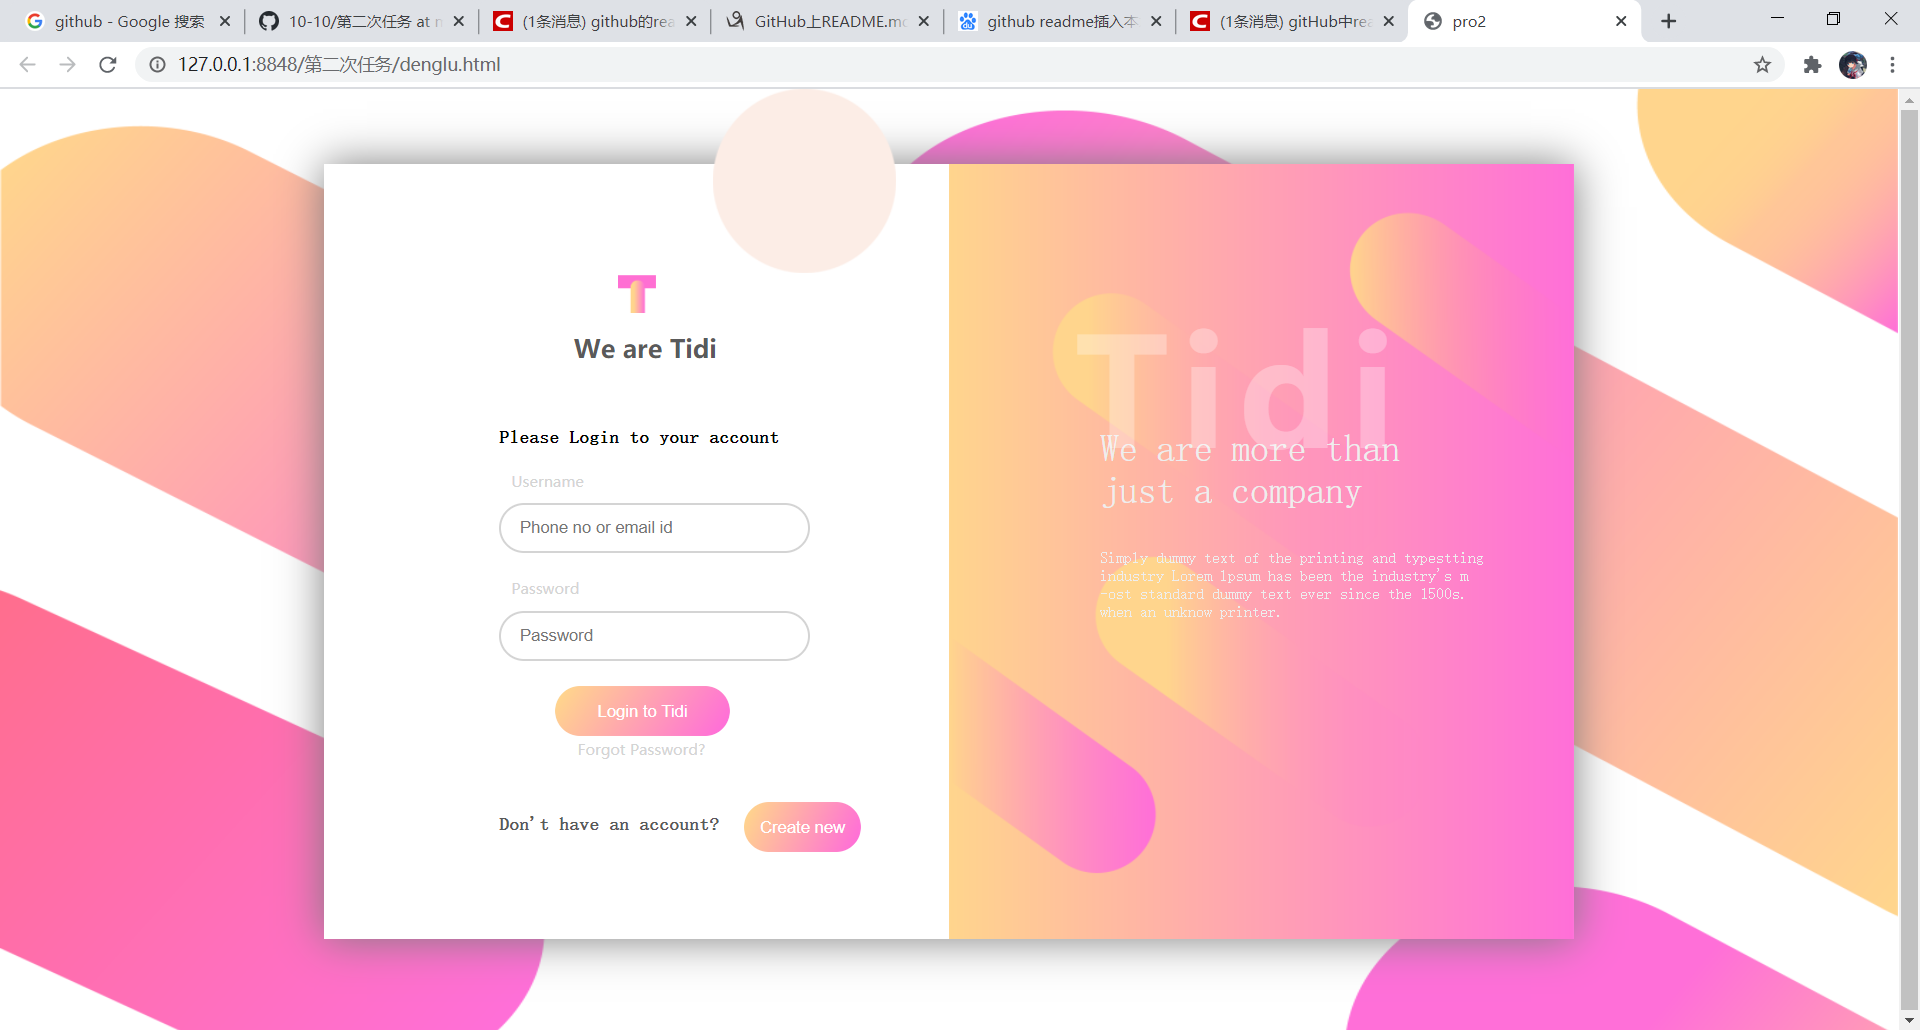 github - Google 搜索
10-10/第二次任务 at m
(1条消息) github的rea
GitHub上README.md
github readme插入本
(1条消息) gitHub中rea
pro2
127.0.0.1:8848/第二次任务/denglu.html
T
We are Tidi
Please Login to your account
Username
Phone no or email id
Password
Password
Login to Tidi
Forgot Password?
Don't have an account?
Create new
Tidi
We are more than
just a company
Simply dummy text of the printing and typestting
industry Lorem lpsum has been the industry's m
-ost standard dummy text ever since the 1500s.
when an unknow printer.